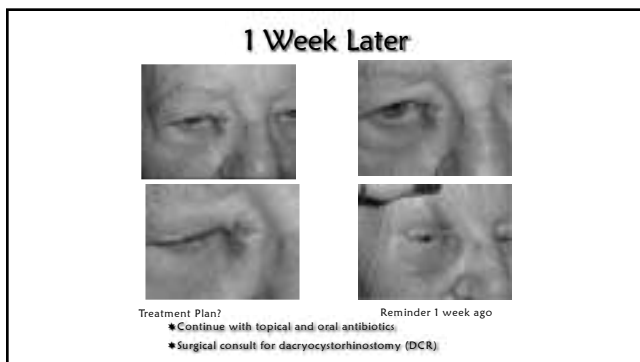 1 Week Later
Treatment Plan?
Reminder 1 week ago
✷Continue with topical and oral antibiotics
✷Surgical consult for dacryocystorhinostomy (DCR)